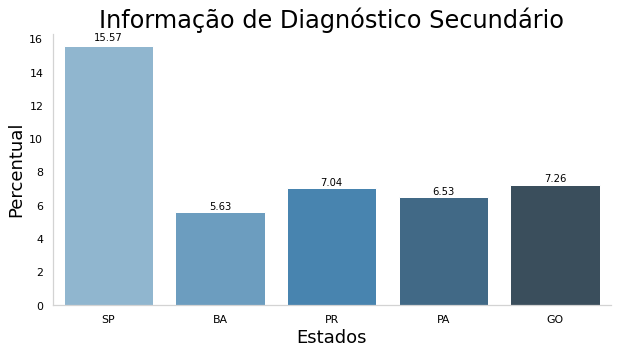 Informação de Diagnóstico Secundário
Percentual
16
14
12
10
8
6
4
2
0
15.57
5.63
7.04
6.53
7.26
SP
BA
PR
PA
GO
Estados